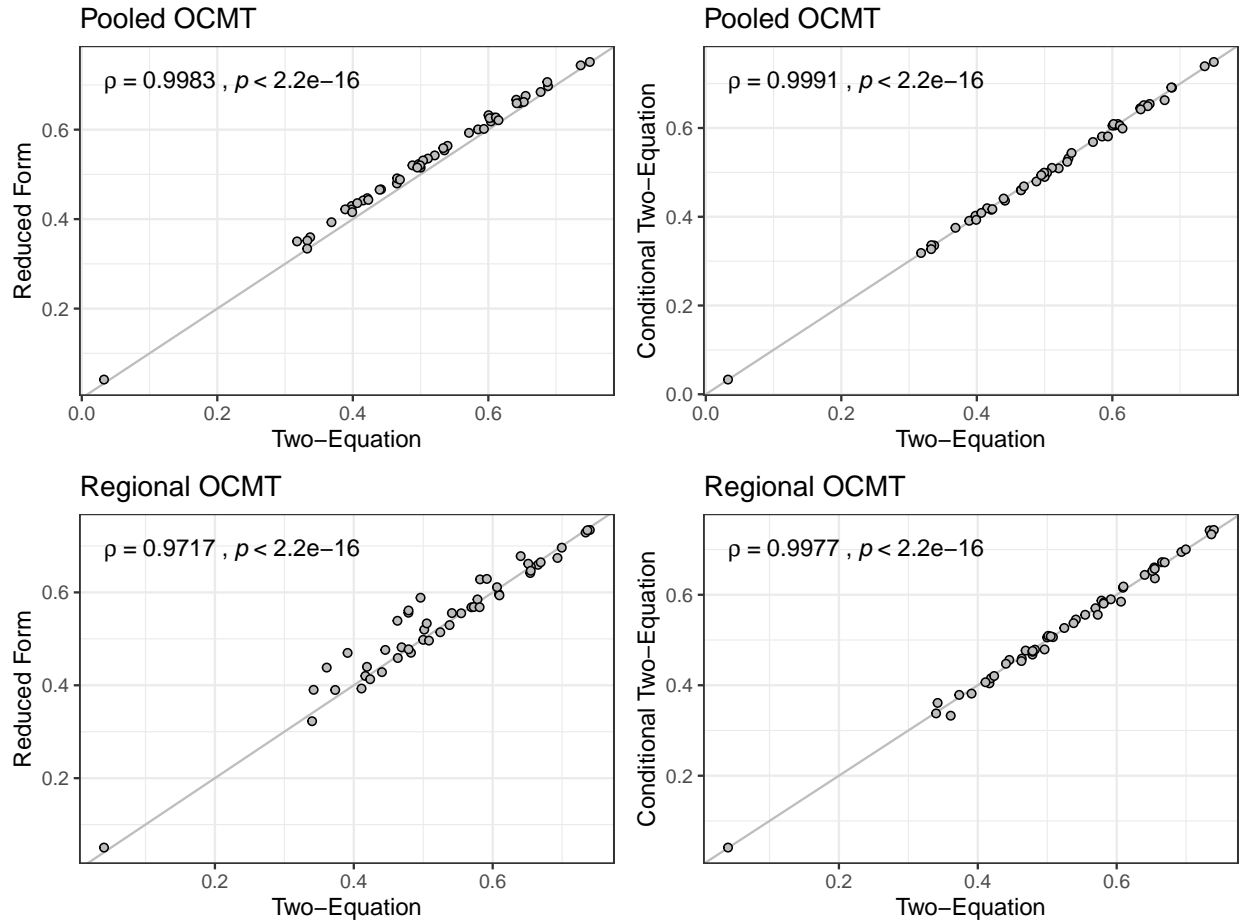 Pooled OCMT
ρ = 0.9983 , p < 2.2e−16
Reduced Form
0.6
0.4
0.2
0.0 0.2 0.4 0.6
Two−Equation
Pooled OCMT
ρ = 0.9991 , p < 2.2e−16
Conditional Two−Equation
0.6
0.4
0.2
0.0
0.0 0.2 0.4 0.6
Two−Equation
Regional OCMT
ρ = 0.9717 , p < 2.2e−16
Reduced Form
0.6
0.4
0.2
0.2 0.4 0.6
Two−Equation
Regional OCMT
ρ = 0.9977 , p < 2.2e−16
Conditional Two−Equation
0.6
0.4
0.2
0.2 0.4 0.6
Two−Equation